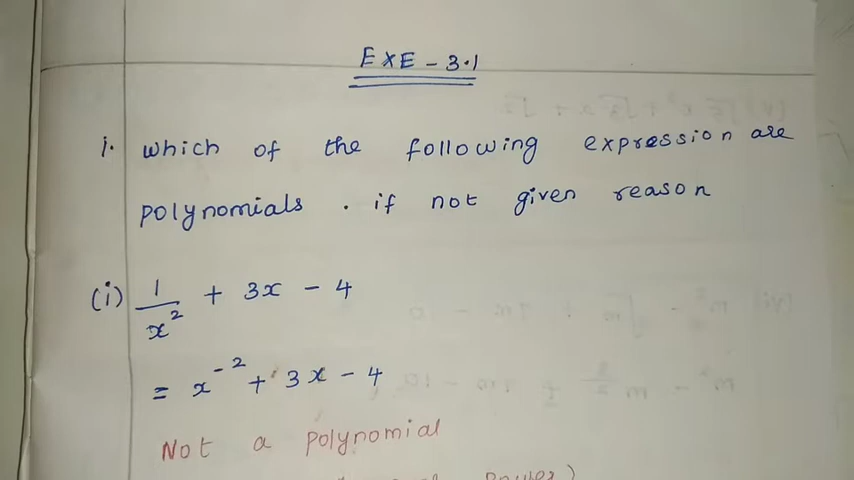 EXE - 3.1
1. which of the following expression are
polynomials . if not given reason
(i) 1/x² + 3x - 4
= x⁻² + 3x - 4
Not a polynomial
power)